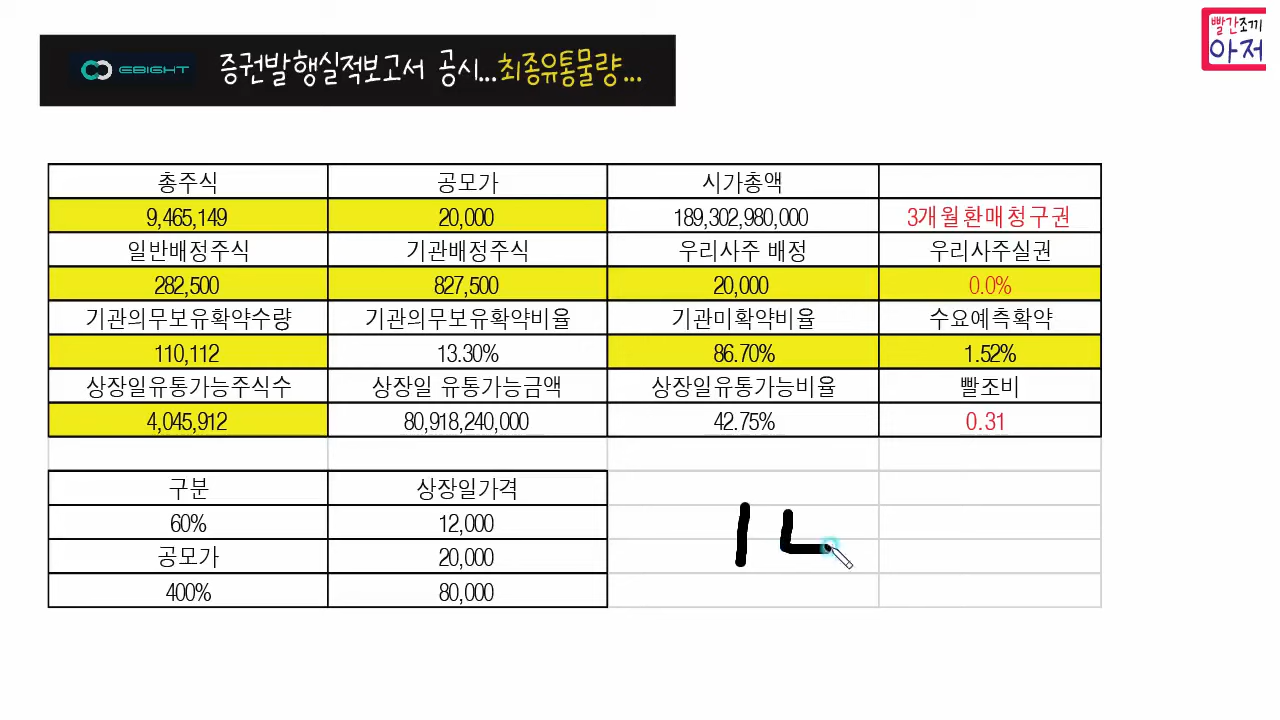 빨간조끼
아저
EBIGHT 증권발행실적보고서 공시...최종유통물량...
총주식 공모가 시가총액
9,465,149 20,000 189,302,980,000 3개월환매청구권
일반배정주식 기관배정주식 우리사주 배정 우리사주실권
282,500 827,500 20,000 0.0%
기관의무보유확약수량 기관의무보유확약비율 기관미확약비율 수요예측확약
110,112 13.30% 86.70% 1.52%
상장일유통가능주식수 상장일 유통가능금액 상장일유통가능비율 빨조비
4,045,912 80,918,240,000 42.75% 0.31
구분 상장일가격
60% 12,000
공모가 20,000
400% 80,000